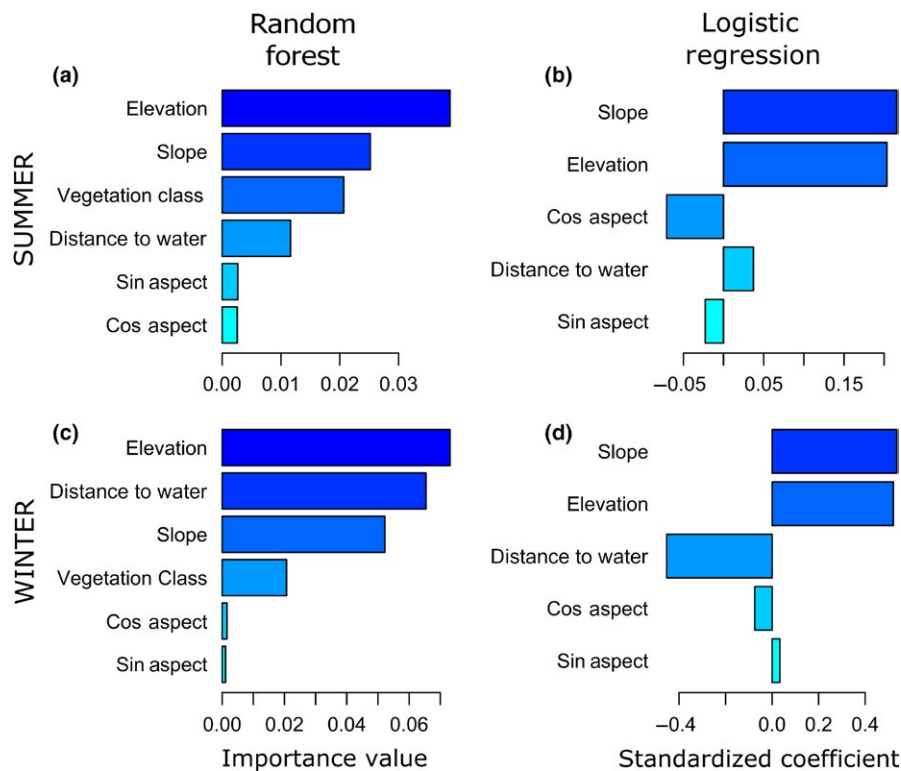 Random
forest
Logistic
regression
SUMMER
(a)
Elevation
Slope
Vegetation class
Distance to water
Sin aspect
Cos aspect
0.00 0.01 0.02 0.03
(b)
Slope
Elevation
Cos aspect
Distance to water
Sin aspect
−0.05 0.05 0.15
WINTER
(c)
Elevation
Distance to water
Slope
Vegetation Class
Cos aspect
Sin aspect
0.00 0.02 0.04 0.06
Importance value
(d)
Slope
Elevation
Distance to water
Cos aspect
Sin aspect
−0.4 0.0 0.2 0.4
Standardized coefficient